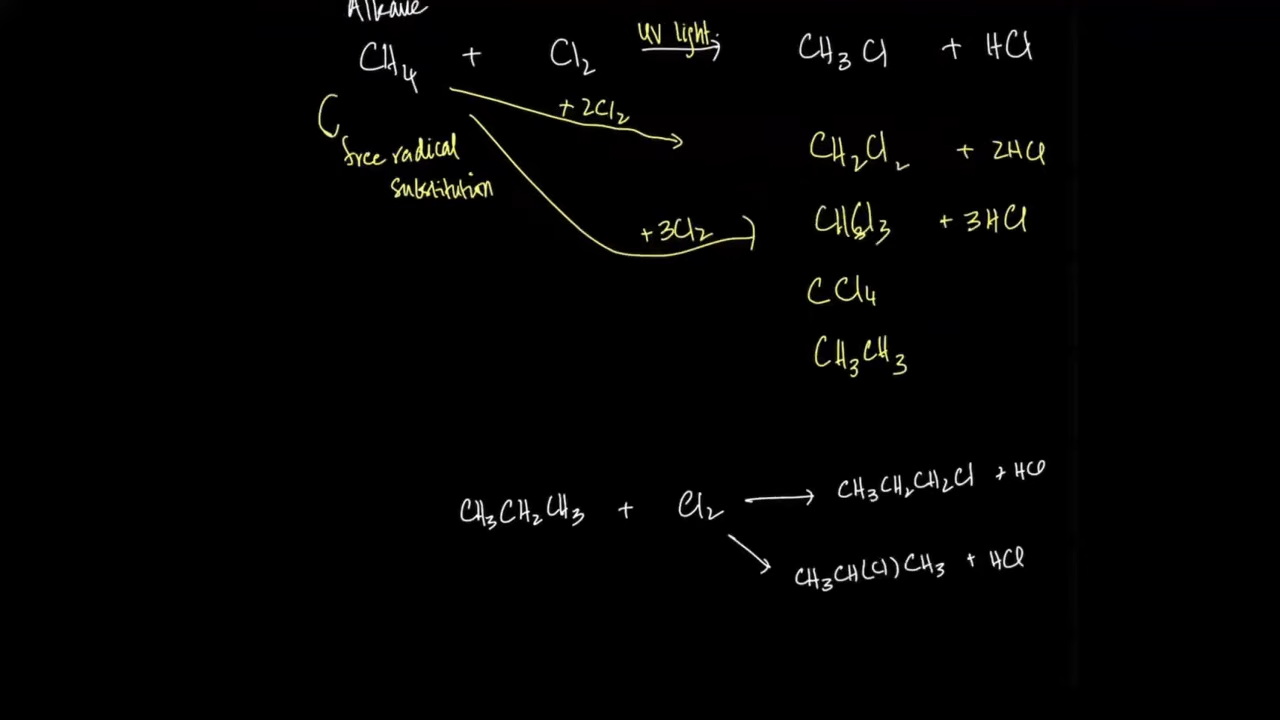 Alkane
CH₄ + Cl₂ UV light. → CH₃Cl + HCl
+ 2Cl₂ → CH₂Cl₂ + 2HCl
free radical
substitution
+3Cl₂ → CHCl₃ + 3HCl
CCl₄
CH₃CH₃
CH₃CH₂CH₃ + Cl₂ → CH₃CH₂CH₂Cl + HCl
CH₃CH(Cl)CH₃ + HCl